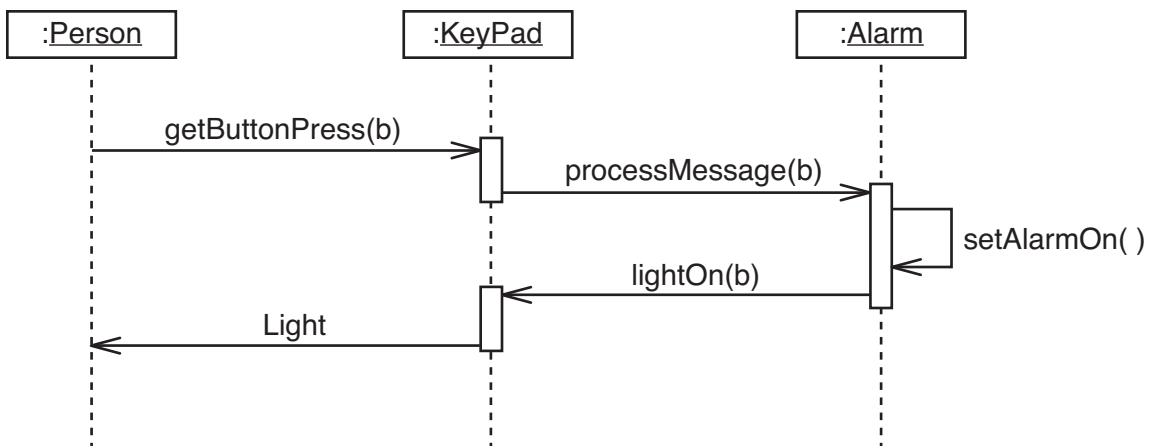 :Person
:KeyPad
:Alarm
getButtonPress(b)
processMessage(b)
setAlarmOn( )
lightOn(b)
Light